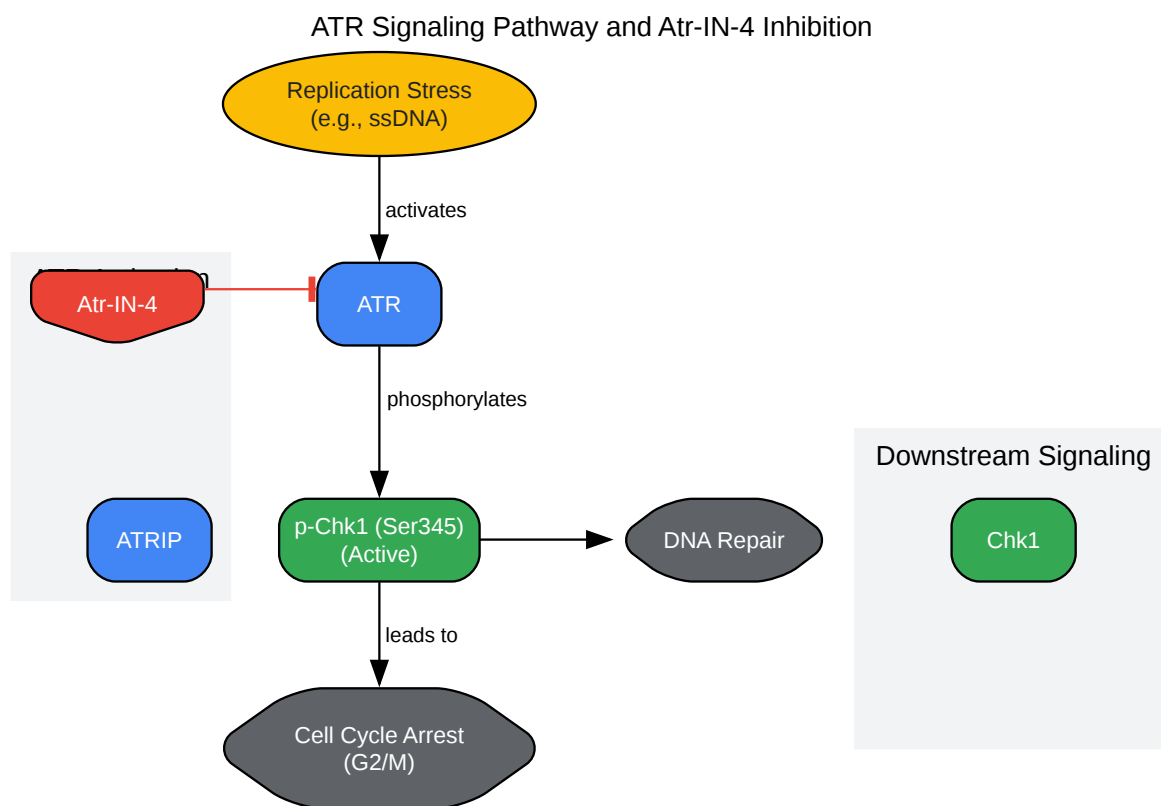 ATR Signaling Pathway and Atr-IN-4 Inhibition
Replication Stress
(e.g., ssDNA)
activates
Atr-IN-4
ATR
phosphorylates
Downstream Signaling
ATRIP
p-Chk1 (Ser345)
(Active)
DNA Repair
Chk1
leads to
Cell Cycle Arrest
(G2/M)